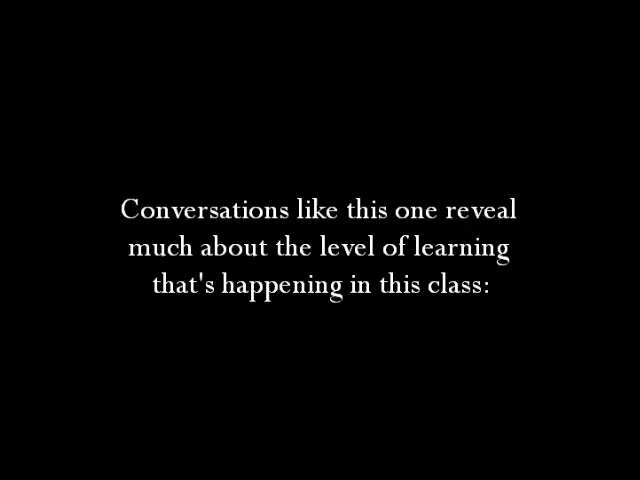 Conversations like this one reveal
much about the level of learning
that's happening in this class: